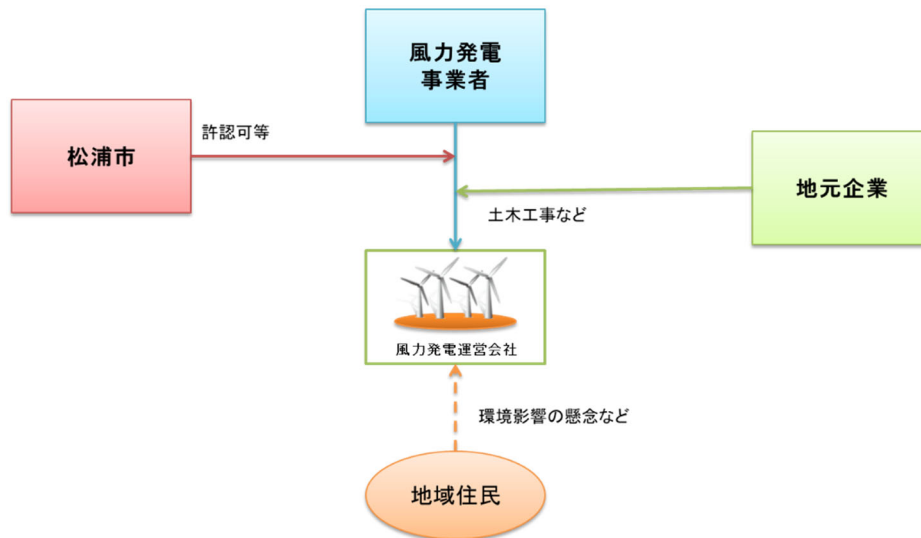 風力発電
事業者
許認可等
松浦市
地元企業
土木工事など
風力発電運営会社
環境影響の懸念など
地域住民